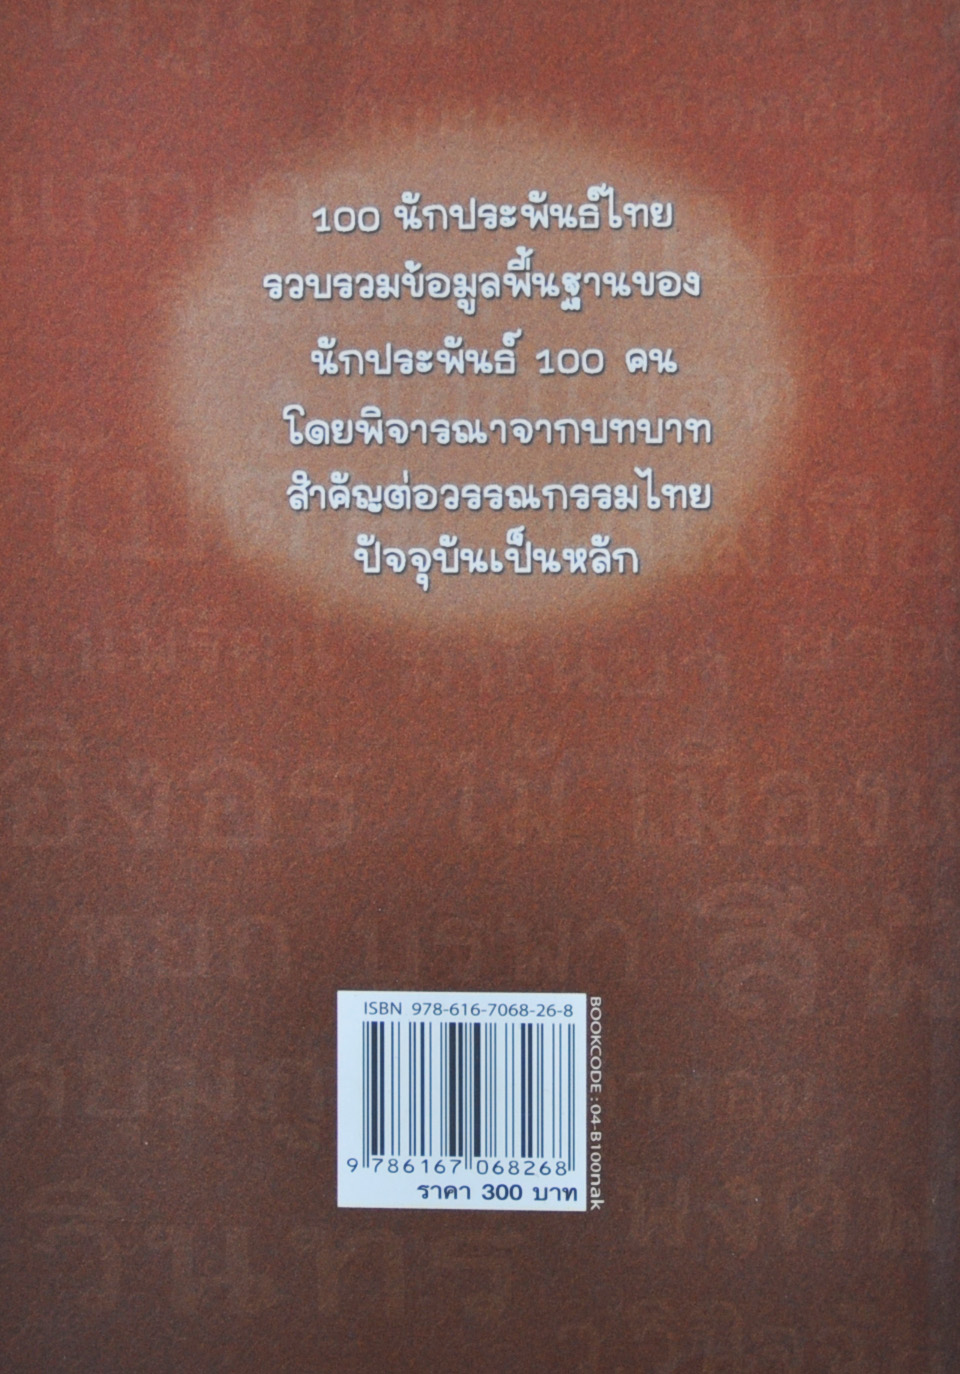 100 นักประพันธ์ไทย
รวบรวมข้อมูลพื้นฐานของ
นักประพันธ์ 100 คน
โดยพิจารณาจากบทบาท
สำคัญต่อวรรณกรรมไทย
ปัจจุบันเป็นหลัก
ISBN 978-616-7068-26-8
9 786167 068268
ราคา 300 บาท
BOOKCODE : 04-B100nak